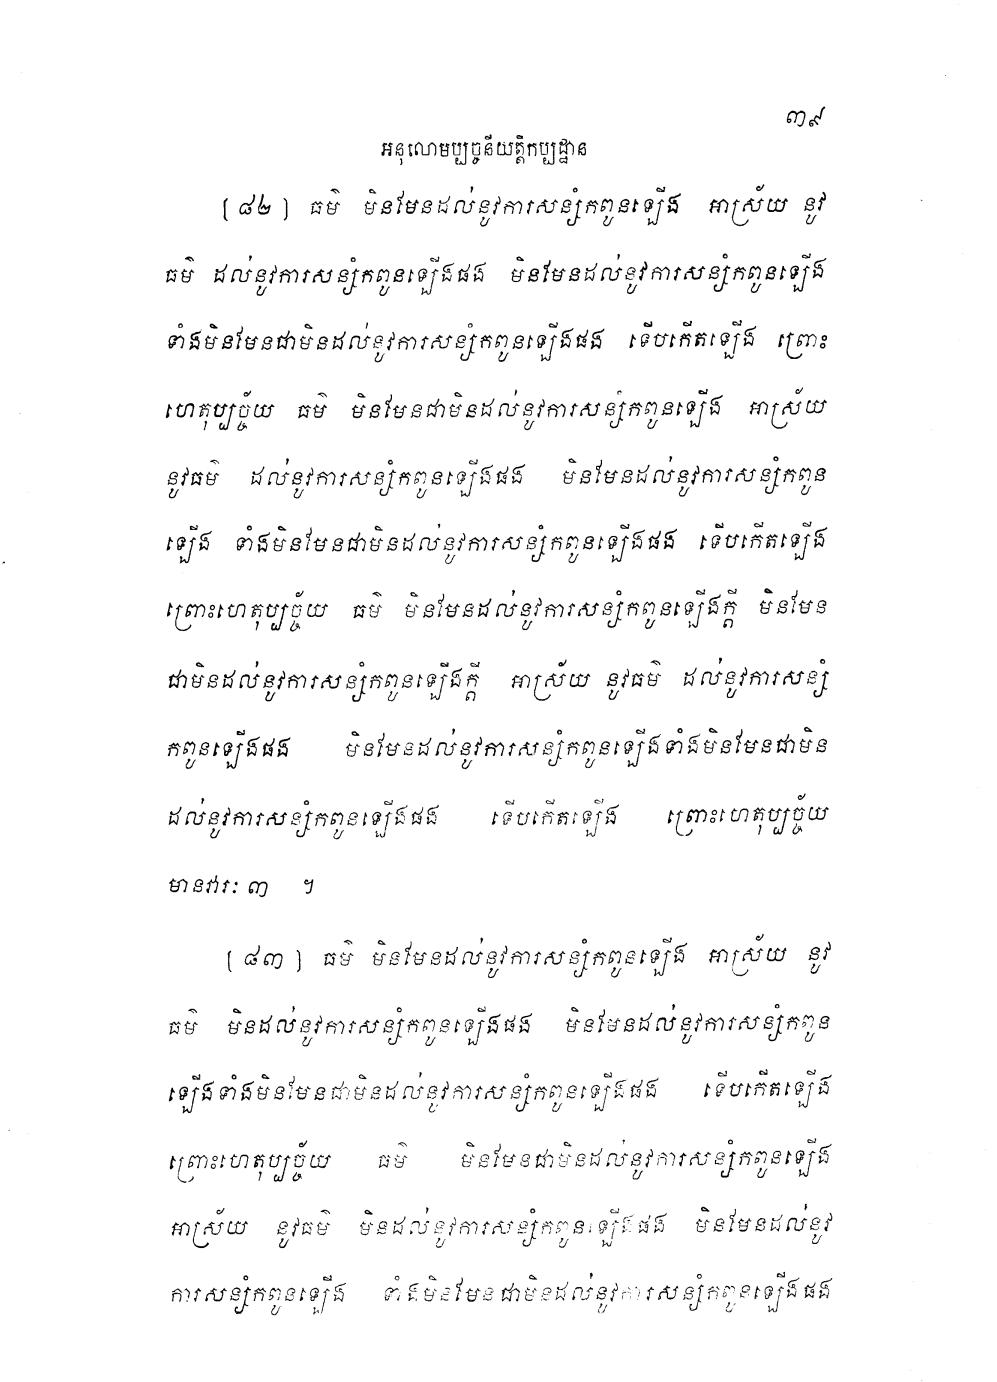 ៣៩
អនុលោមប្បច្ចនីយត្តិកប្បដ្ឋាន
[ ៨២ ] ធម៌ មិនមែនដល់នូវការសន្សំកពូនឡើង អាស្រ័យ នូវ
ធម៌ ដល់នូវការសន្សំកពូនឡើងផង មិនមែនដល់នូវការសន្សំកពូនឡើង
ទាំងមិនមែនជាមិនដល់នូវការសន្សំកពូនឡើងផង ទើបកើតឡើង ព្រោះ
ហេតុប្បច្ច័យ ធម៌ មិនមែនជាមិនដល់នូវការសន្សំកពូនឡើង អាស្រ័យ
នូវធម៌ ដល់នូវការសន្សំកពូនឡើងផង មិនមែនដល់នូវការសន្សំកពូន
ឡើង ទាំងមិនមែនជាមិនដល់នូវការសន្សំកពូនឡើងផង ទើបកើតឡើង
ព្រោះហេតុប្បច្ច័យ ធម៌ មិនមែនដល់នូវការសន្សំកពូនឡើងក្តី មិនមែន
ជាមិនដល់នូវការសន្សំកពូនឡើងក្តី អាស្រ័យ នូវធម៌ ដល់នូវការសន្សំ
កពូនឡើងផង មិនមែនដល់នូវការសន្សំកពូនឡើងទាំងមិនមែនជាមិន
ដល់នូវការសន្សំកពូនឡើងផង ទើបកើតឡើង ព្រោះហេតុប្បច្ច័យ
មានវារៈ ៣ ។
[ ៨៣ ] ធម៌ មិនមែនដល់នូវការសន្សំកពូនឡើង អាស្រ័យ នូវ
ធម៌ មិនដល់នូវការសន្សំកពូនឡើងផង មិនមែនដល់នូវការសន្សំកពូន
ឡើងទាំងមិនមែនជាមិនដល់នូវការសន្សំកពូនឡើងផង ទើបកើតឡើង
ព្រោះហេតុប្បច្ច័យ ធម៌ មិនមែនជាមិនដល់នូវការសន្សំកពូនឡើង
អាស្រ័យ នូវធម៌ មិនដល់នូវការសន្សំកពូនឡើងផង មិនមែនដល់នូវ
ការសន្សំកពូនឡើង ទាំងមិនមែនជាមិនដល់នូវការសន្សំកពូនឡើងផង